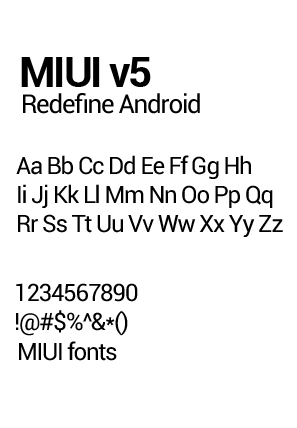 MIUI v5
Redefine Android
Aa Bb Cc Dd Ee Ff Gg Hh
Ii Jj Kk Ll Mm Nn Oo Pp Qq
Rr Ss Tt Uu Vv Ww Xx Yy Zz
1234567890
!@#$%^&*()
MIUI fonts